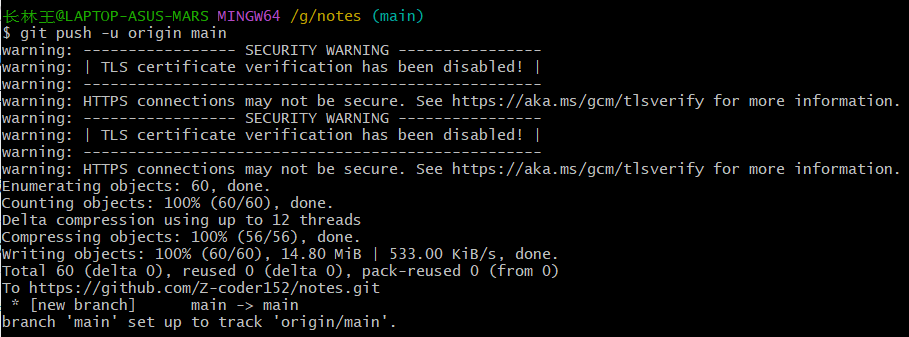 长林王@LAPTOP-ASUS-MARS MINGW64 /g/notes (main)
$ git push -u origin main
warning: ----------------- SECURITY WARNING ----------------
warning: | TLS certificate verification has been disabled! |
warning: ---------------------------------------------------
warning: HTTPS connections may not be secure. See https://aka.ms/gcm/tlsverify for more information.
warning: ----------------- SECURITY WARNING ----------------
warning: | TLS certificate verification has been disabled! |
warning: ---------------------------------------------------
warning: HTTPS connections may not be secure. See https://aka.ms/gcm/tlsverify for more information.
Enumerating objects: 60, done.
Counting objects: 100% (60/60), done.
Delta compression using up to 12 threads
Compressing objects: 100% (56/56), done.
Writing objects: 100% (60/60), 14.80 MiB | 533.00 KiB/s, done.
Total 60 (delta 0), reused 0 (delta 0), pack-reused 0 (from 0)
To https://github.com/Z-coder152/notes.git
 * [new branch]      main -> main
branch 'main' set up to track 'origin/main'.